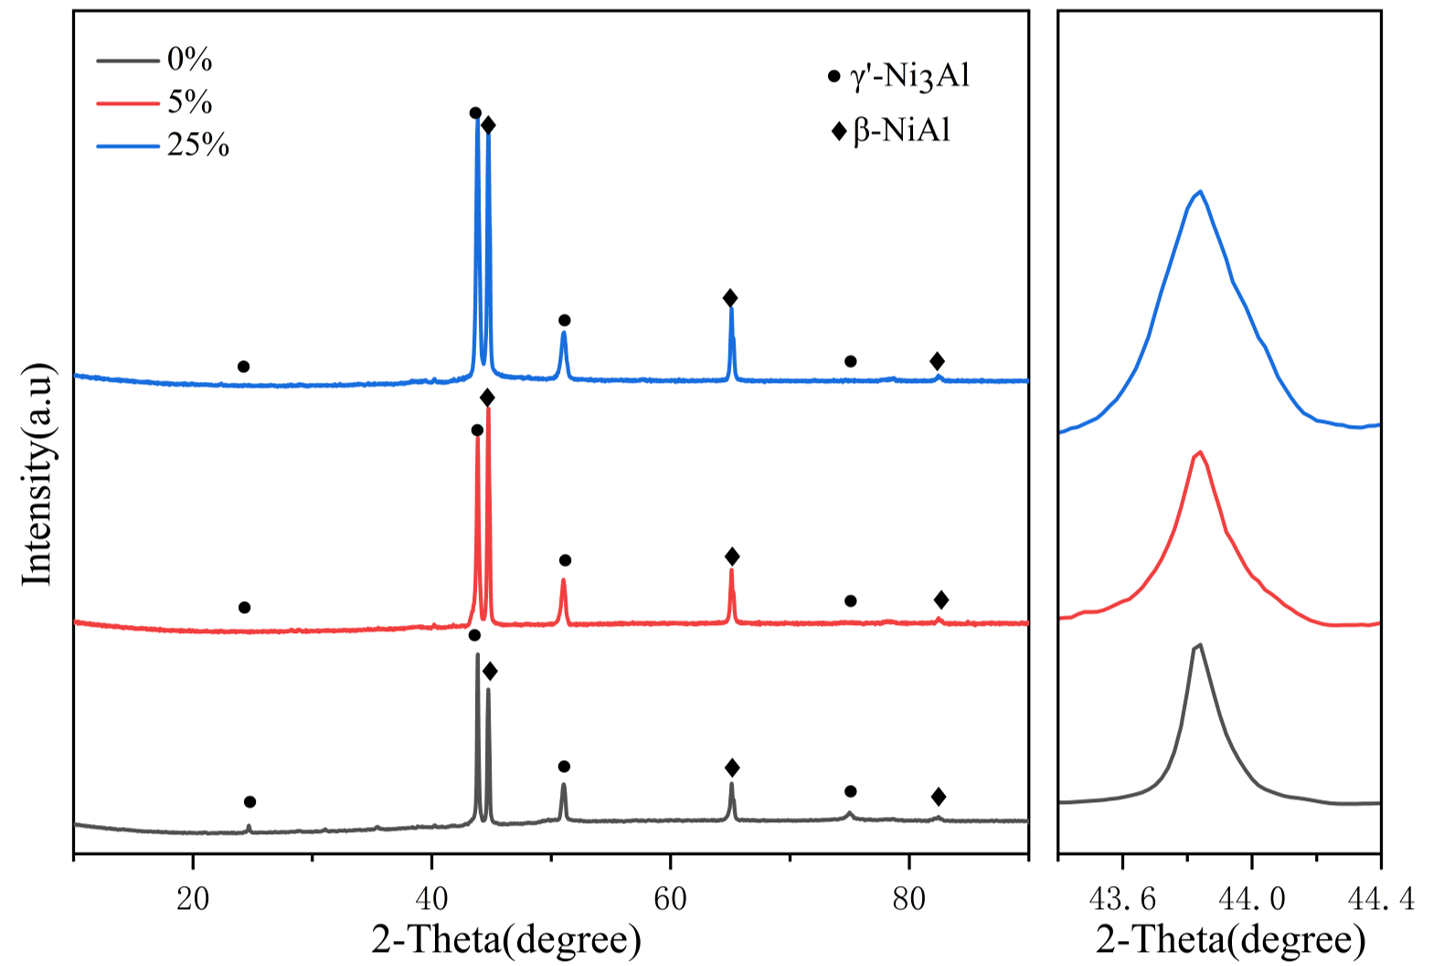 0%
5%
25%
γ'-Ni3Al
β-NiAl
Intensity(a.u)
20 40 60 80
2-Theta(degree)
43.6 44.0 44.4
2-Theta(degree)